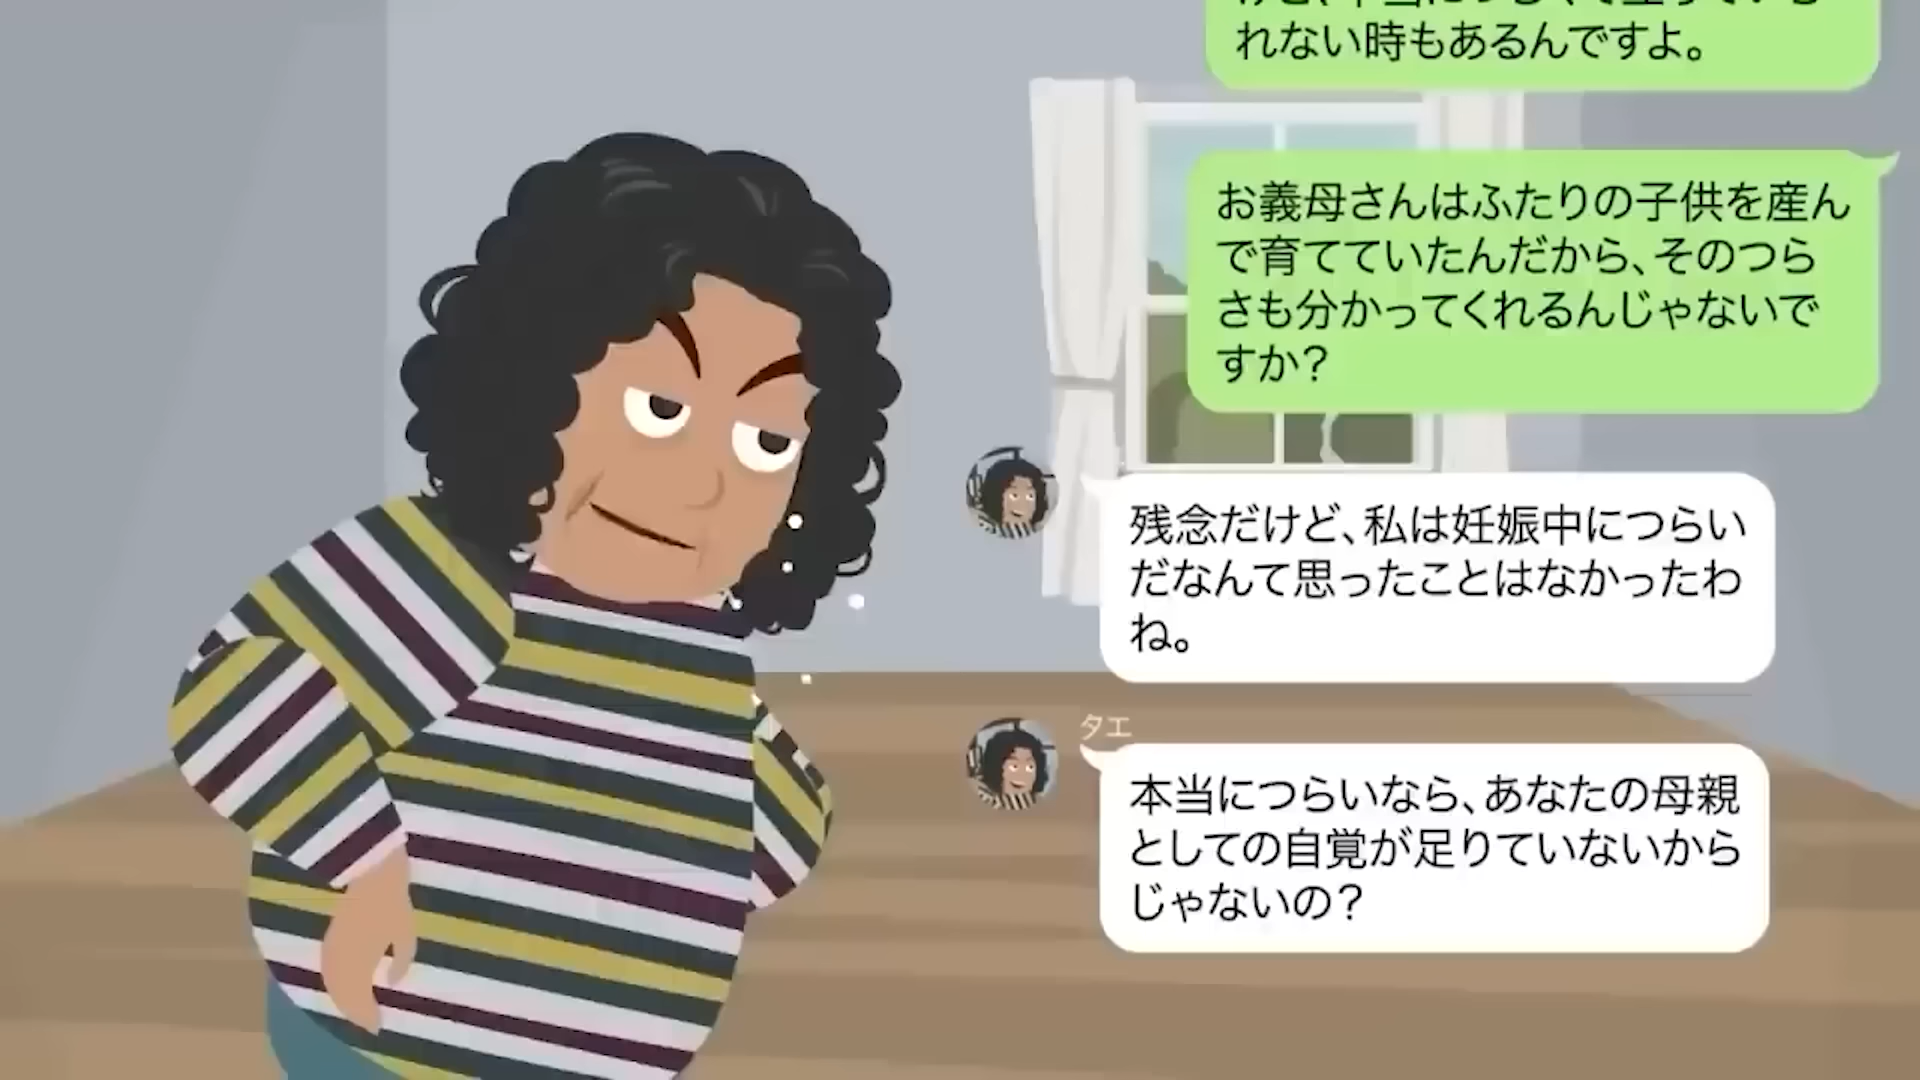 れない時もあるんですよ。
お義母さんはふたりの子供を産ん
で育てていたんだから、そのつら
さも分かってくれるんじゃないで
すか?
残念だけど、私は妊娠中につらい
だなんて思ったことはなかったわ
ね。
タエ
本当につらいなら、あなたの母親
としての自覚が足りていないから
じゃないの?